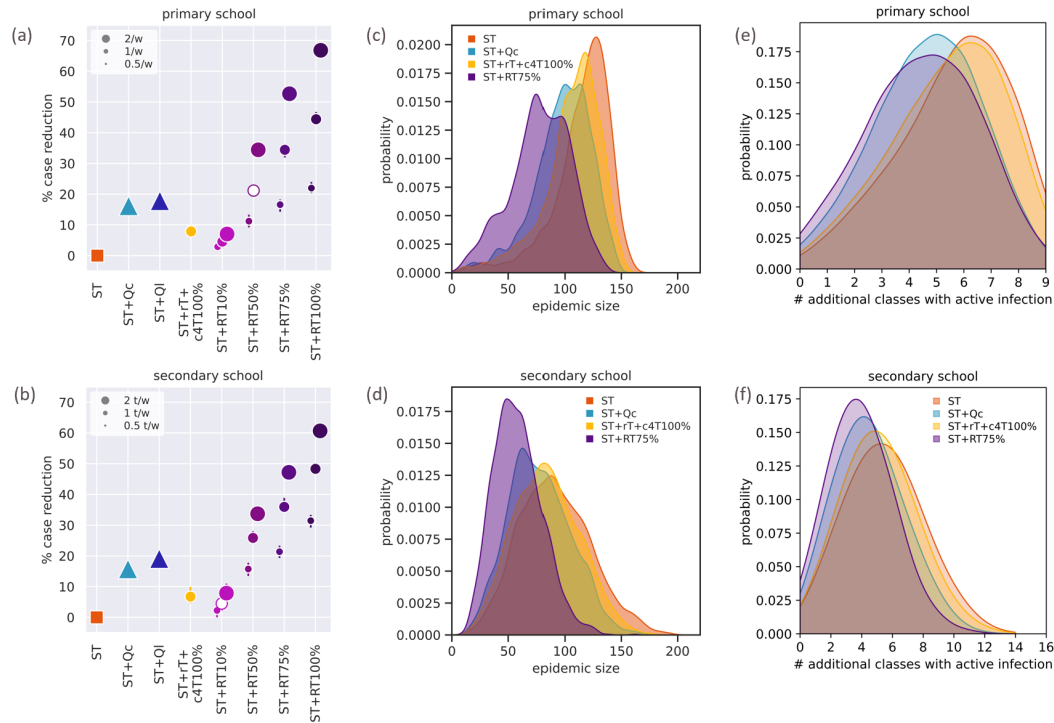 primary school
(a)
% case reduction
70
60
50
40
30
20
10
0
2/w
1/w
0.5/w
ST
ST+Qc
ST+Ql
ST+rT+
c4T100%
ST+RT10%
ST+RT50%
ST+RT75%
ST+RT100%
primary school
(c)
probability
0.0200
0.0175
0.0150
0.0125
0.0100
0.0075
0.0050
0.0025
0.0000
ST
ST+Qc
ST+rT+c4T100%
ST+RT75%
0 50 100 150 200
epidemic size
primary school
(e)
probability
0.175
0.150
0.125
0.100
0.075
0.050
0.025
0.000
0 1 2 3 4 5 6 7 8 9
# additional classes with active infection
secondary school
(b)
% case reduction
70
60
50
40
30
20
10
0
2 t/w
1 t/w
0.5 t/w
ST
ST+Qc
ST+Ql
ST+rT+
c4T100%
ST+RT10%
ST+RT50%
ST+RT75%
ST+RT100%
secondary school
(d)
probability
0.0175
0.0150
0.0125
0.0100
0.0075
0.0050
0.0025
0.0000
ST
ST+Qc
ST+rT+c4T100%
ST+RT75%
0 50 100 150 200
epidemic size
secondary school
(f)
probability
0.175
0.150
0.125
0.100
0.075
0.050
0.025
0.000
ST
ST+Qc
ST+rT+c4T100%
ST+RT75%
0 2 4 6 8 10 12 14 16
# additional classes with active infection